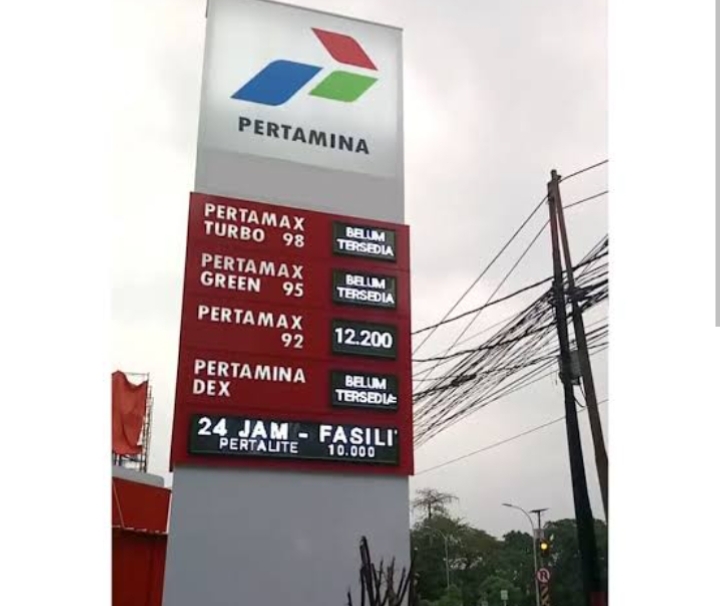 PERTAMINA
PERTAMAX
TURBO 98
BELUM
TERSEDIA
PERTAMAX
GREEN 95
BELUM
TERSEDIA
PERTAMAX
92
12.200
PERTAMINA
DEX
BELUM
TERSEDIA
24 JAM - FASILI
PERTALITE 10.000